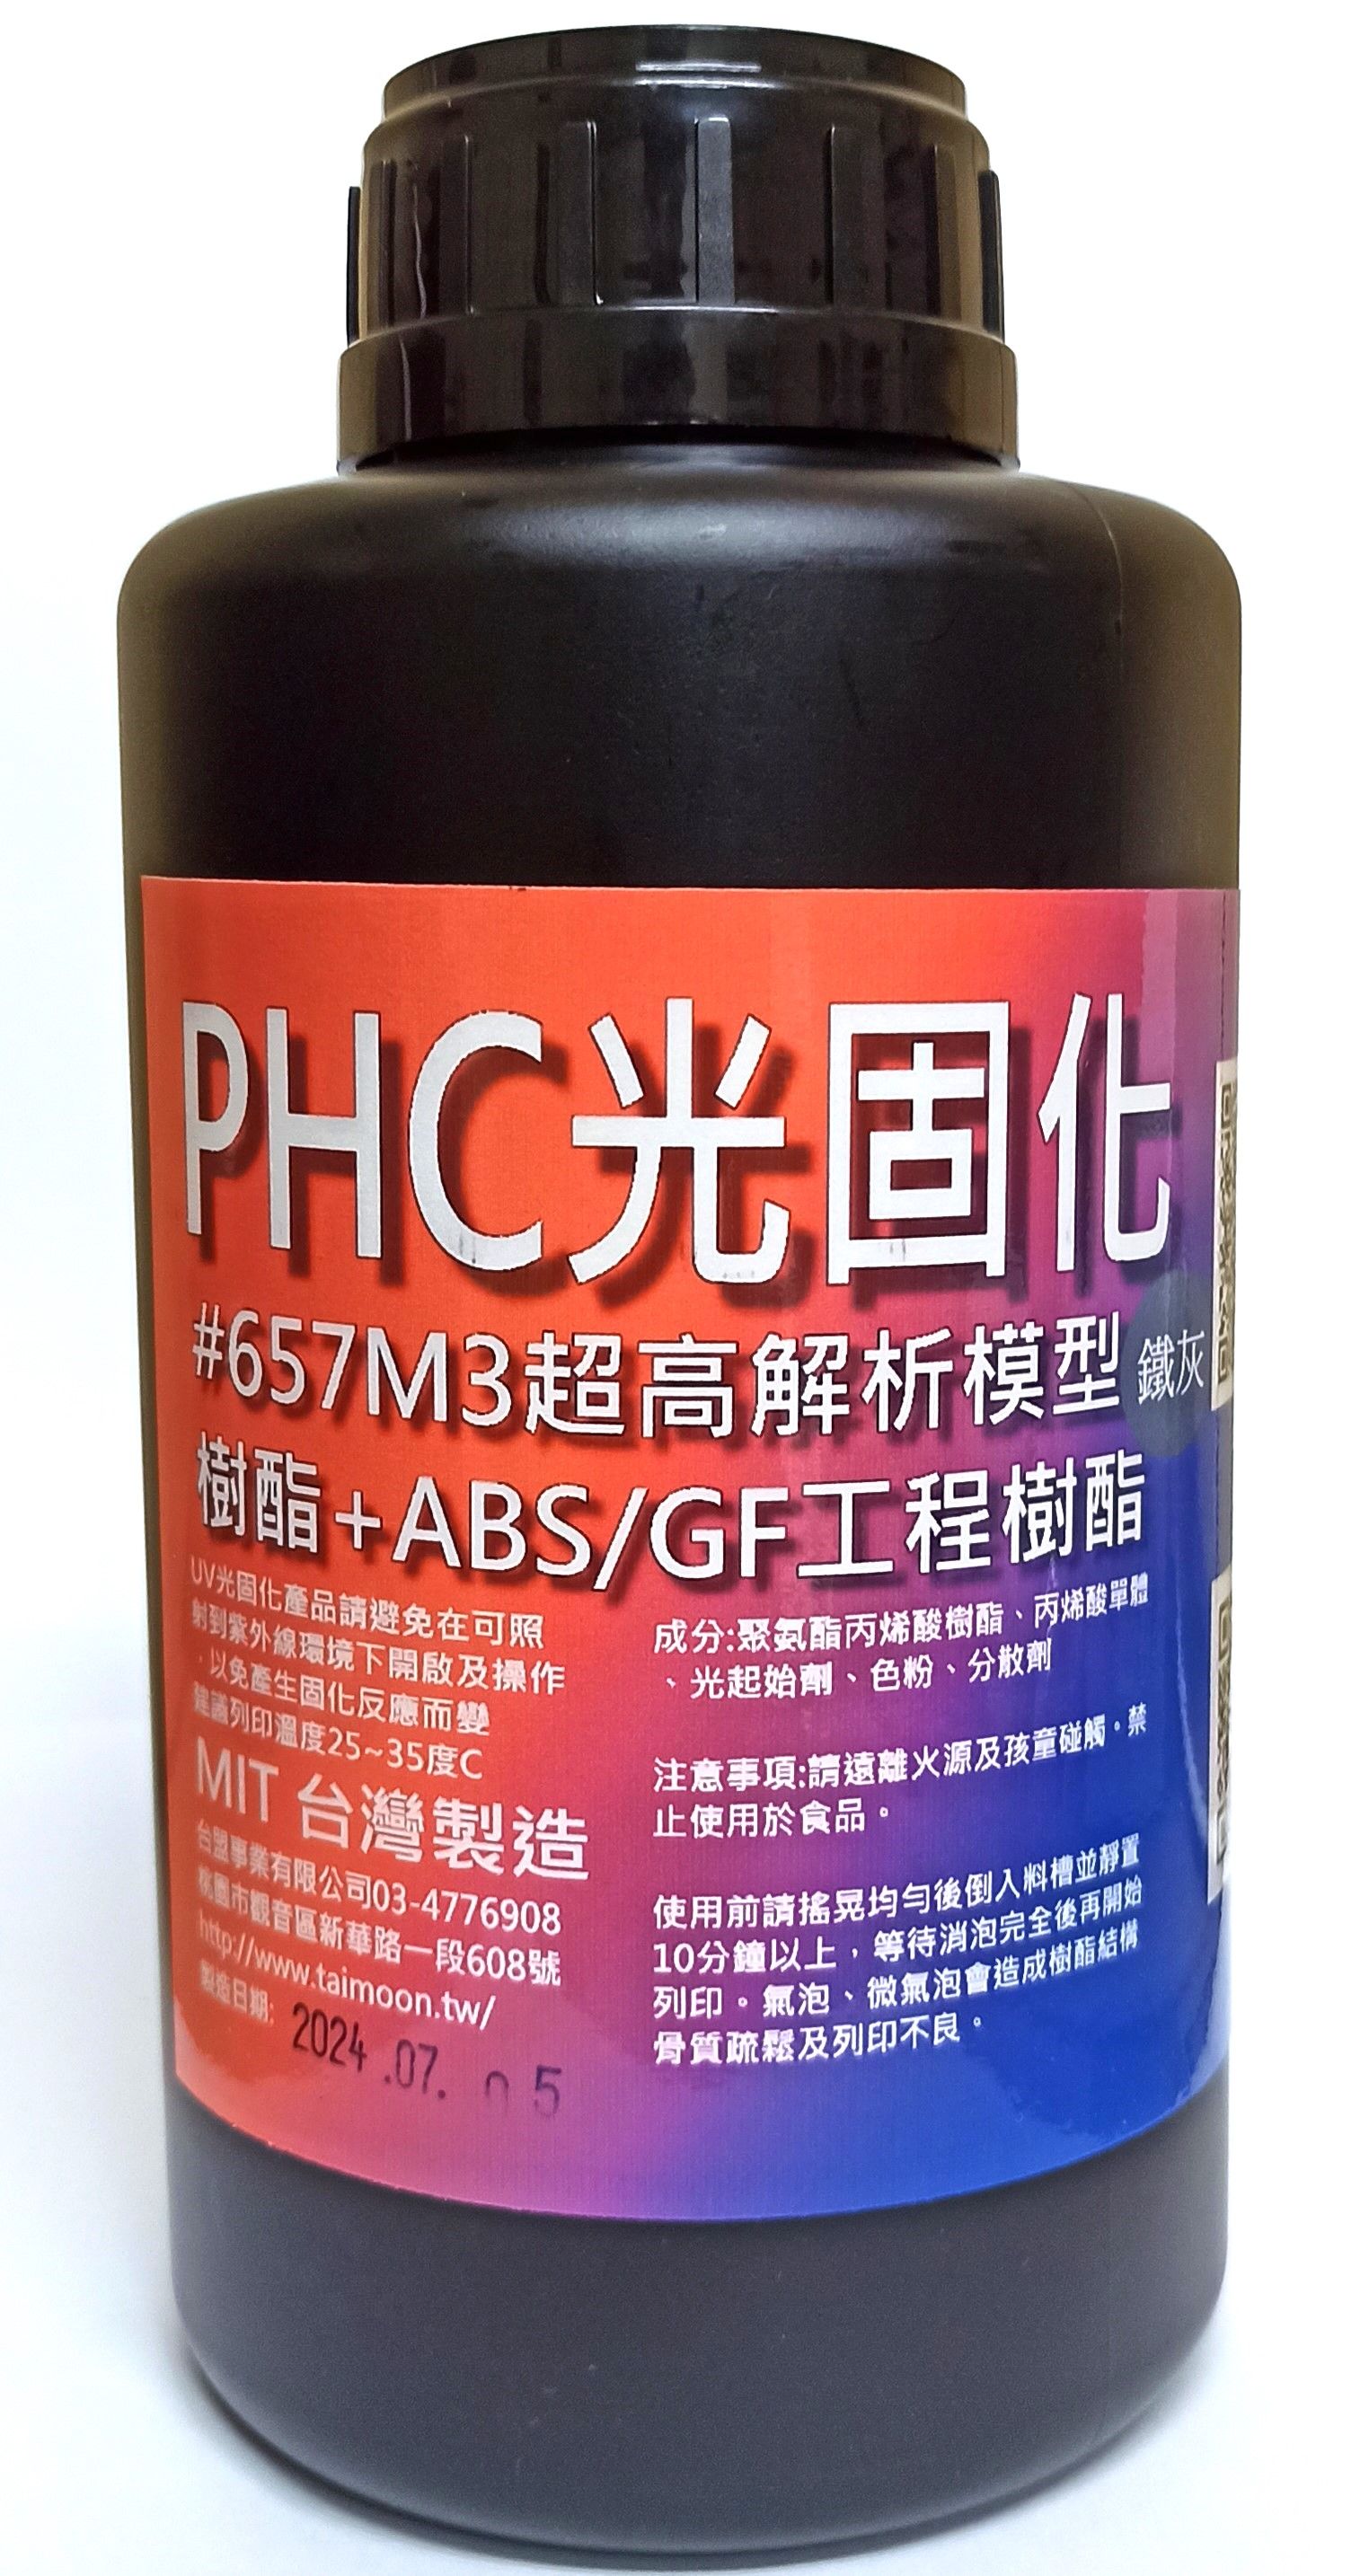 PHC光固化
#657M3超高解析模型 鐵灰
樹酯+ABS/GF工程樹酯
UV光固化產品請避免在可照
射到紫外線環境下開啟及操作
，以免產生固化反應而變
建議列印溫度25~35度C
MIT 台灣製造
台盟事業有限公司03-4776908
桃園市觀音區新華路一段608號
http://www.taimoon.tw/
製造日期: 2024.07.05
成分:聚氨酯丙烯酸樹酯、丙烯酸單體
、光起始劑、色粉、分散劑
注意事項:請遠離火源及孩童碰觸。禁
止使用於食品。
使用前請搖晃均勻後倒入料槽並靜置
10分鐘以上，等待消泡完全後再開始
列印。氣泡、微氣泡會造成樹酯結構
骨質疏鬆及列印不良。